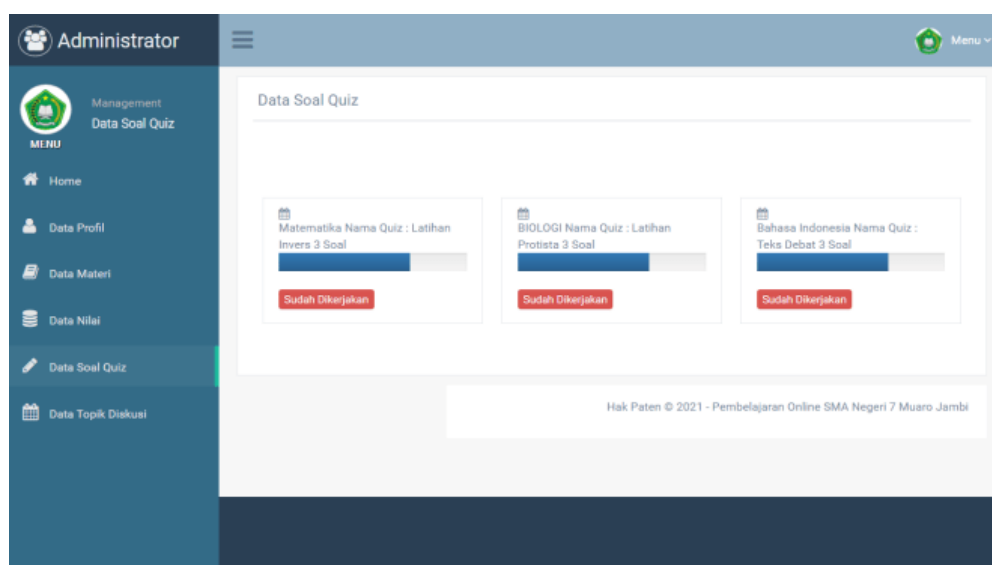 Administrator
Menu
Management
Data Soal Quiz
MENU
Home
Data Profil
Data Materi
Data Nilai
Data Soal Quiz
Data Topik Diskusi
Data Soal Quiz
Matematika Nama Quiz : Latihan
Invers 3 Soal
Sudah Dikerjakan
BIOLOGI Nama Quiz : Latihan
Protista 3 Soal
Sudah Dikerjakan
Bahasa Indonesia Nama Quiz :
Teks Debat 3 Soal
Sudah Dikerjakan
Hak Paten © 2021 - Pembelajaran Online SMA Negeri 7 Muaro Jambi